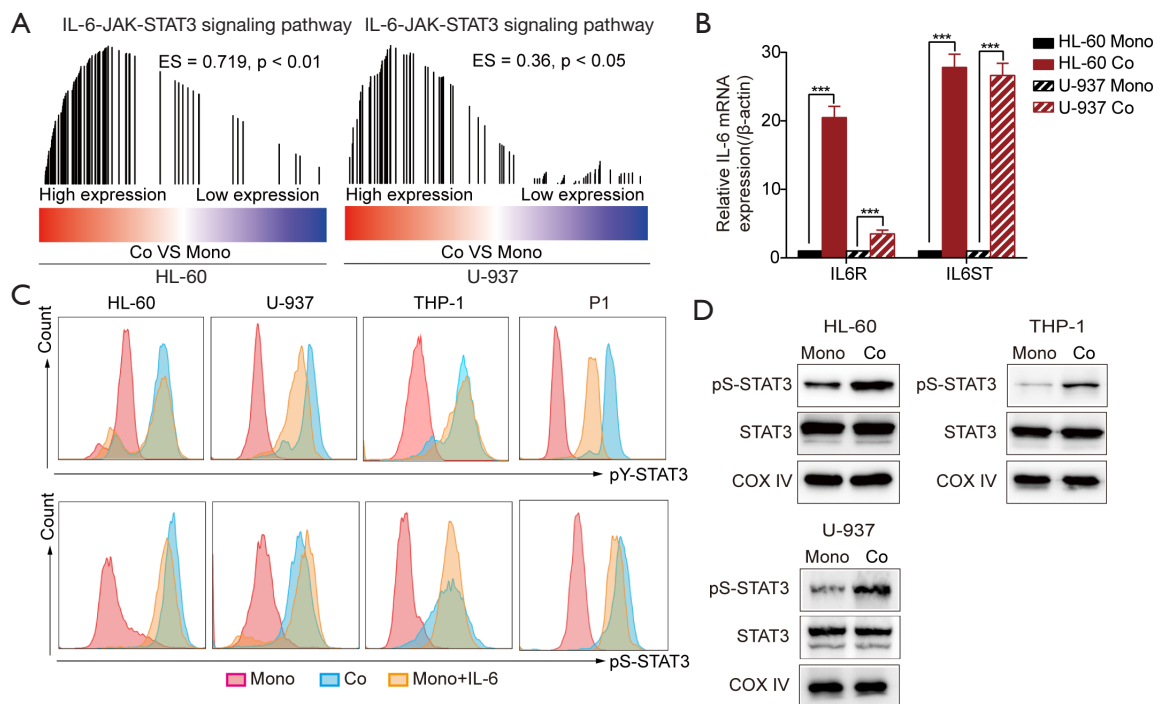 A
IL-6-JAK-STAT3 signaling pathway
ES = 0.719, p < 0.01
High expression
Low expression
Co VS Mono
HL-60
IL-6-JAK-STAT3 signaling pathway
ES = 0.36, p < 0.05
High expression
Low expression
Co VS Mono
U-937
B
Relative IL-6 mRNA
expression(/β-actin)
30
20
10
0
***
***
***
***
IL6R
IL6ST
HL-60 Mono
HL-60 Co
U-937 Mono
U-937 Co
C
HL-60
U-937
THP-1
P1
Count
pY-STAT3
Count
pS-STAT3
Mono
Co
Mono+IL-6
D
HL-60
Mono
Co
pS-STAT3
STAT3
COX IV
THP-1
Mono
Co
pS-STAT3
STAT3
COX IV
U-937
Mono
Co
pS-STAT3
STAT3
COX IV